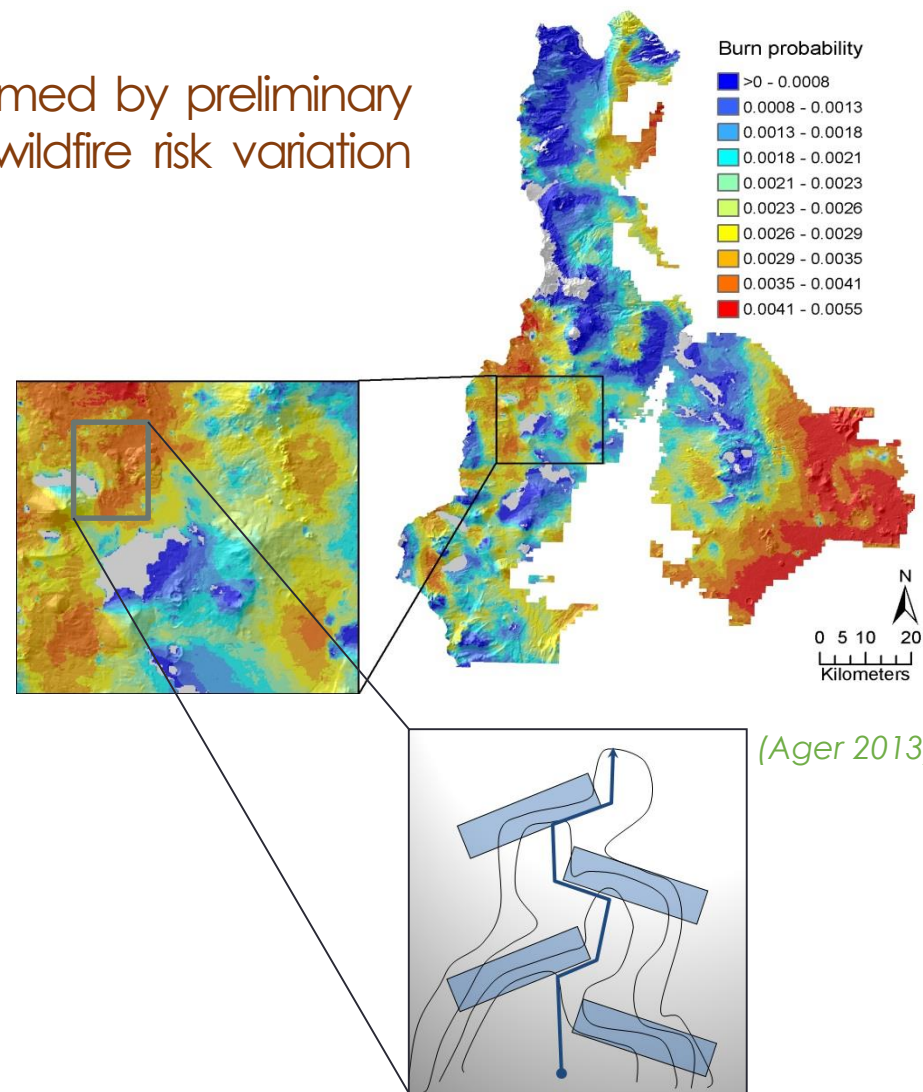 by preliminary
wildfire risk variation
Burn probability
>0 - 0.0008
0.0008 - 0.0013
0.0013 - 0.0018
0.0018 - 0.0021
0.0021 - 0.0023
0.0023 - 0.0026
0.0026 - 0.0029
0.0029 - 0.0035
0.0035 - 0.0041
0.0041 - 0.0055
N
0 5 10 20
Kilometers
(Ager 2013